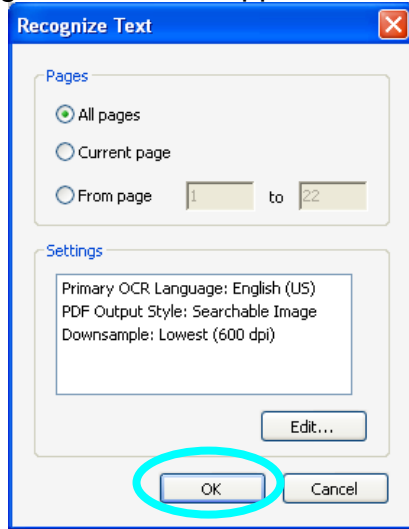 Recognize Text
Pages
All pages
Current page
From page 1 to 22
Settings
Primary OCR Language: English (US)
PDF Output Style: Searchable Image
Downsample: Lowest (600 dpi)
Edit...
OK Cancel